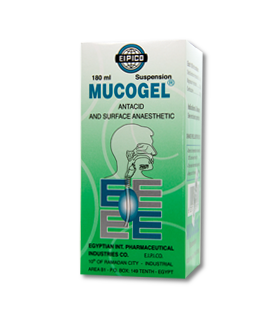 EIPICO
180 ml Suspension
MUCOGEL®
ANTACID
AND SURFACE ANAESTHETIC
EGYPTIAN INT. PHARMACEUTICAL
INDUSTRIES CO. E.I.P.I.CO.
10th OF RAMADAN CITY - INDUSTRIAL
AREA B1 - P.O. BOX: 149 TENTH - EGYPT